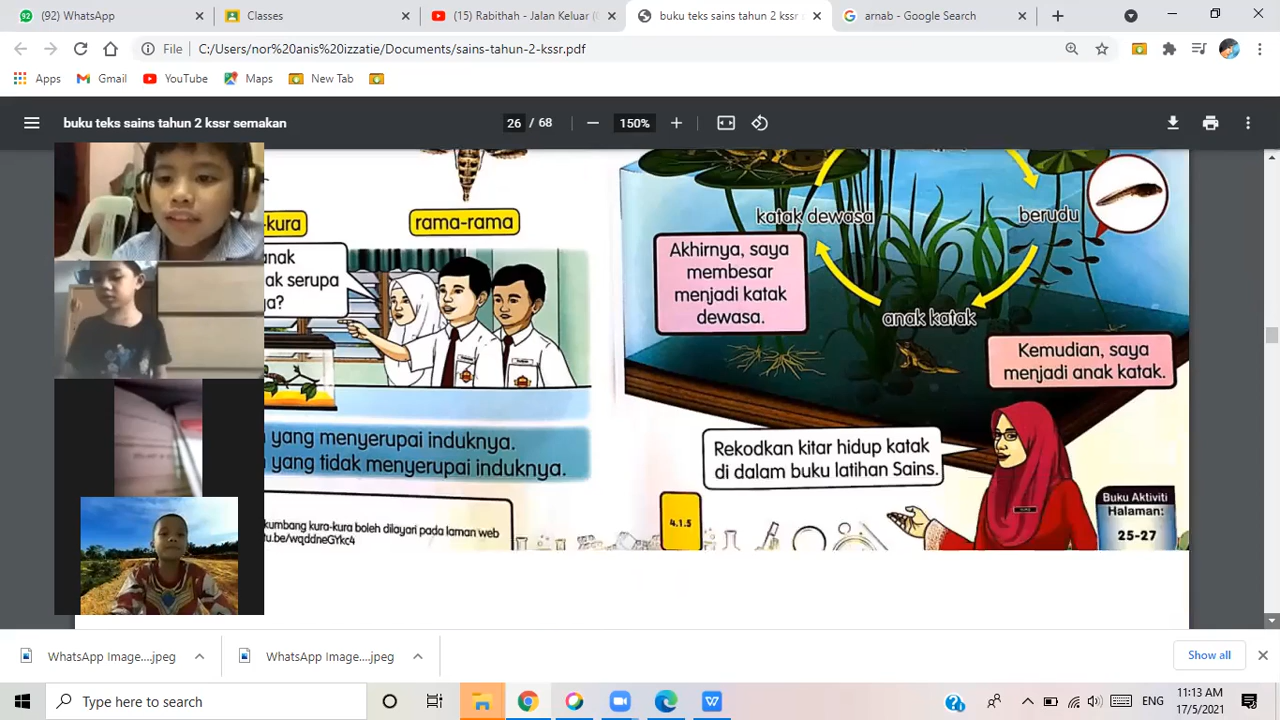 (92) WhatsApp
Classes
(15) Rabithah - Jalan Keluar (
buku teks sains tahun 2 kssr
arnab - Google Search
File
C:/Users/nor%20anis%20izzatie/Documents/sains-tahun-2-kssr.pdf
Apps
Gmail
YouTube
Maps
New Tab
buku teks sains tahun 2 kssr semakan
26 / 68
150%
-kura
rama-rama
katak dewasa
berudu
anak
ak serupa
a?
Akhirnya, saya
membesar
menjadi katak
dewasa.
anak katak
Kemudian, saya
menjadi anak katak.
yang menyerupai induknya.
yang tidak menyerupai induknya.
Rekodkan kitar hidup katak
di dalam buku latihan Sains.
kumbang kura-kura boleh dilayari pada laman web
tu.be/wqddneGYkc4
4.1.5
Buku Aktiviti
Halaman:
25-27
WhatsApp Image....jpeg
WhatsApp Image....jpeg
Show all
Type here to search
ENG
11:13 AM
17/5/2021